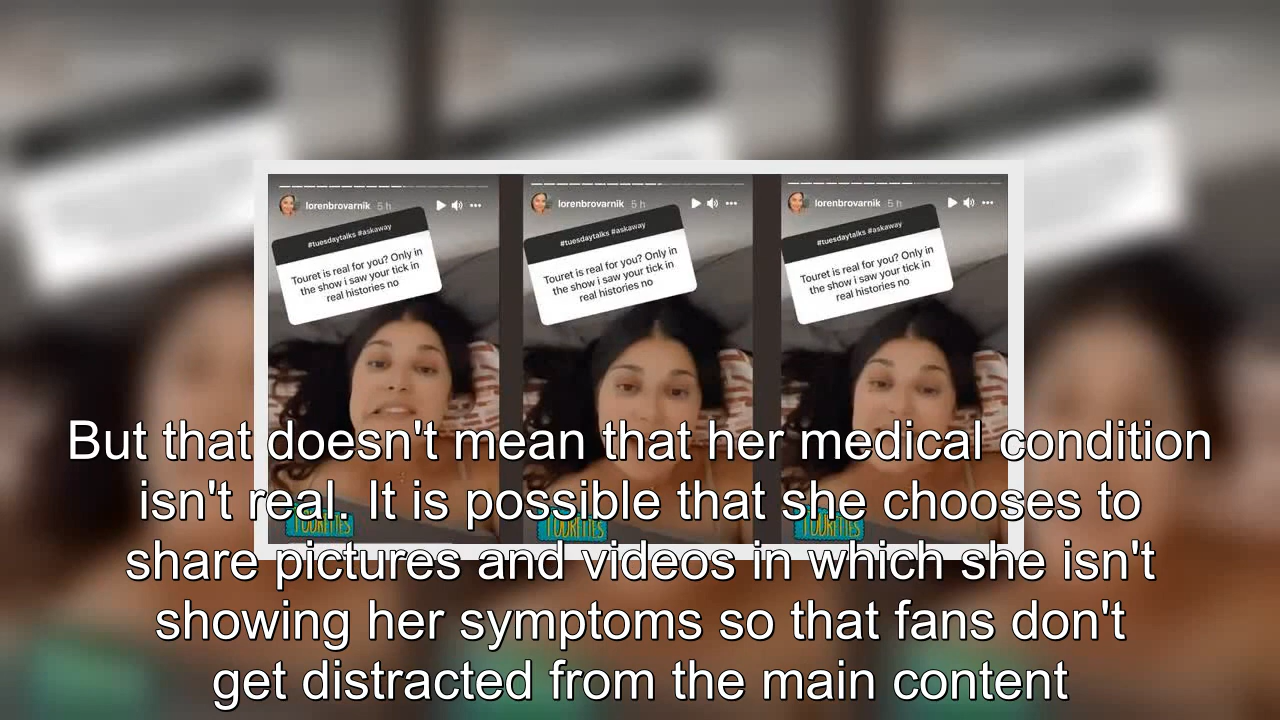 lorenbrovarnik 5 h
#tuesdaytalks #askaway
Touret is real for you? Only in
the show i saw your tick in
real histories no
TOURETTES
lorenbrovarnik 5 h
#tuesdaytalks #askaway
Touret is real for you? Only in
the show i saw your tick in
real histories no
TOURETTES
lorenbrovarnik 5 h
#tuesdaytalks #askaway
Touret is real for you? Only in
the show i saw your tick in
real histories no
TOURETTES
But that doesn't mean that her medical condition
isn't real. It is possible that she chooses to
share pictures and videos in which she isn't
showing her symptoms so that fans don't
get distracted from the main content